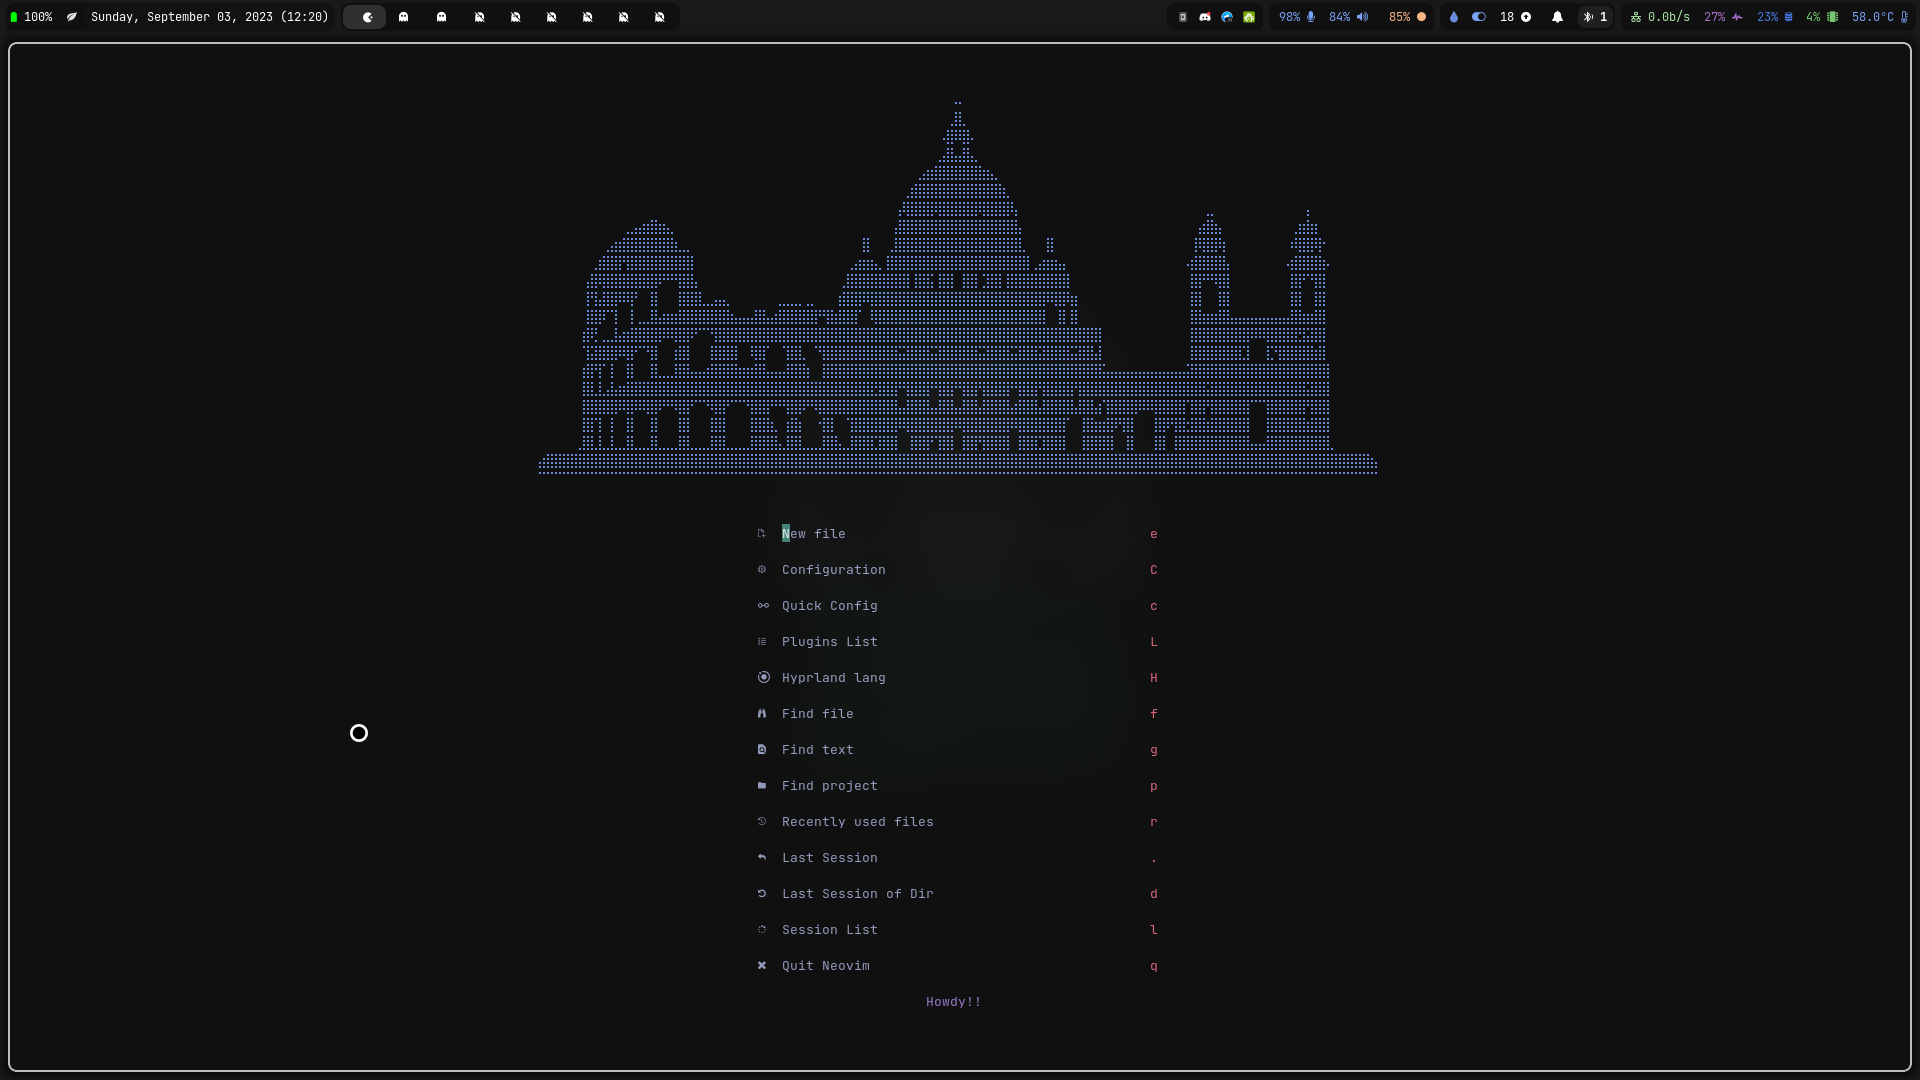 100% Sunday, September 03, 2023 (12:20) 98% 84% 85% 18 1 0.0b/s 27% 23% 4% 58.0°C
New file e
Configuration C
Quick Config c
Plugins List L
Hyprland lang H
Find file f
Find text g
Find project p
Recently used files r
Last Session .
Last Session of Dir d
Session List l
Quit Neovim q
Howdy!!